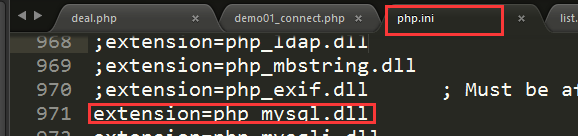 deal.php × demo01_connect.php × php.ini × list.
968 ;extension=php_ldap.dll
969 ;extension=php_mbstring.dll
970 ;extension=php_exif.dll ; Must be af
971 extension=php_mysql.dll
972 extension=php_mysqli.dll